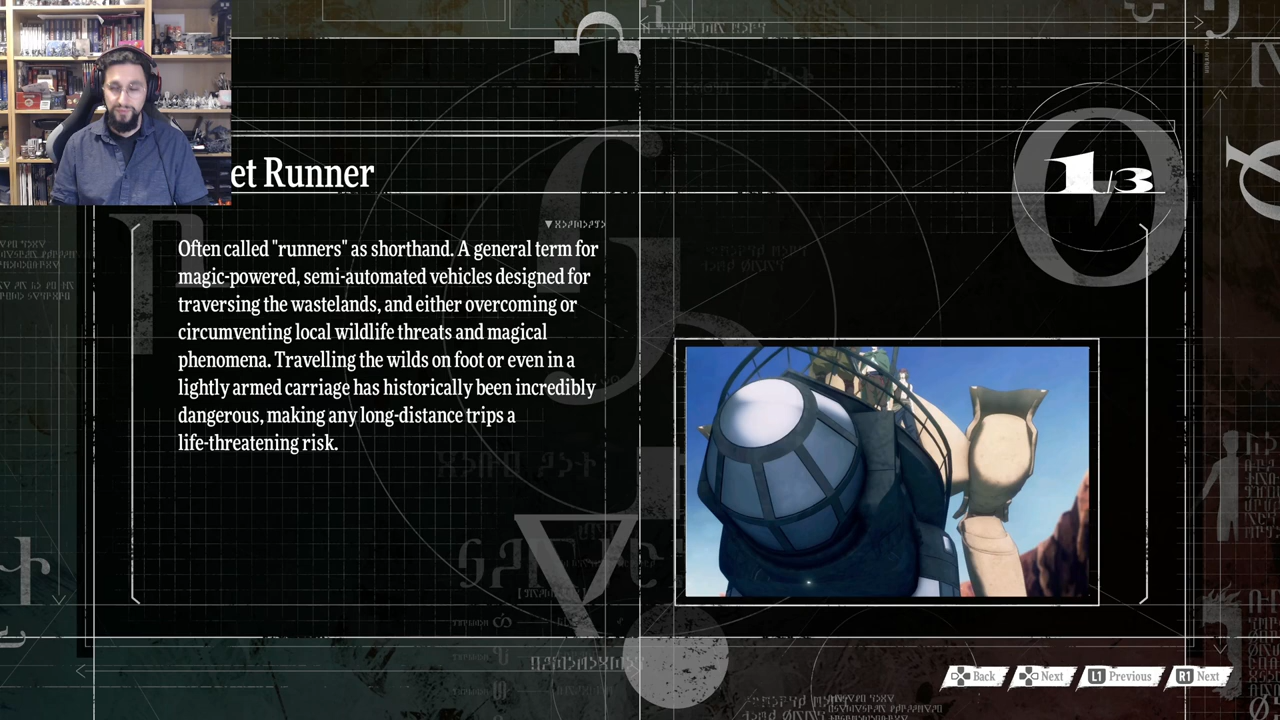 et Runner
1/3
Often called "runners" as shorthand. A general term for
magic-powered, semi-automated vehicles designed for
traversing the wastelands, and either overcoming or
circumventing local wildlife threats and magical
phenomena. Travelling the wilds on foot or even in a
lightly armed carriage has historically been incredibly
dangerous, making any long-distance trips a
life-threatening risk.
Back Next L1 Previous R1 Next